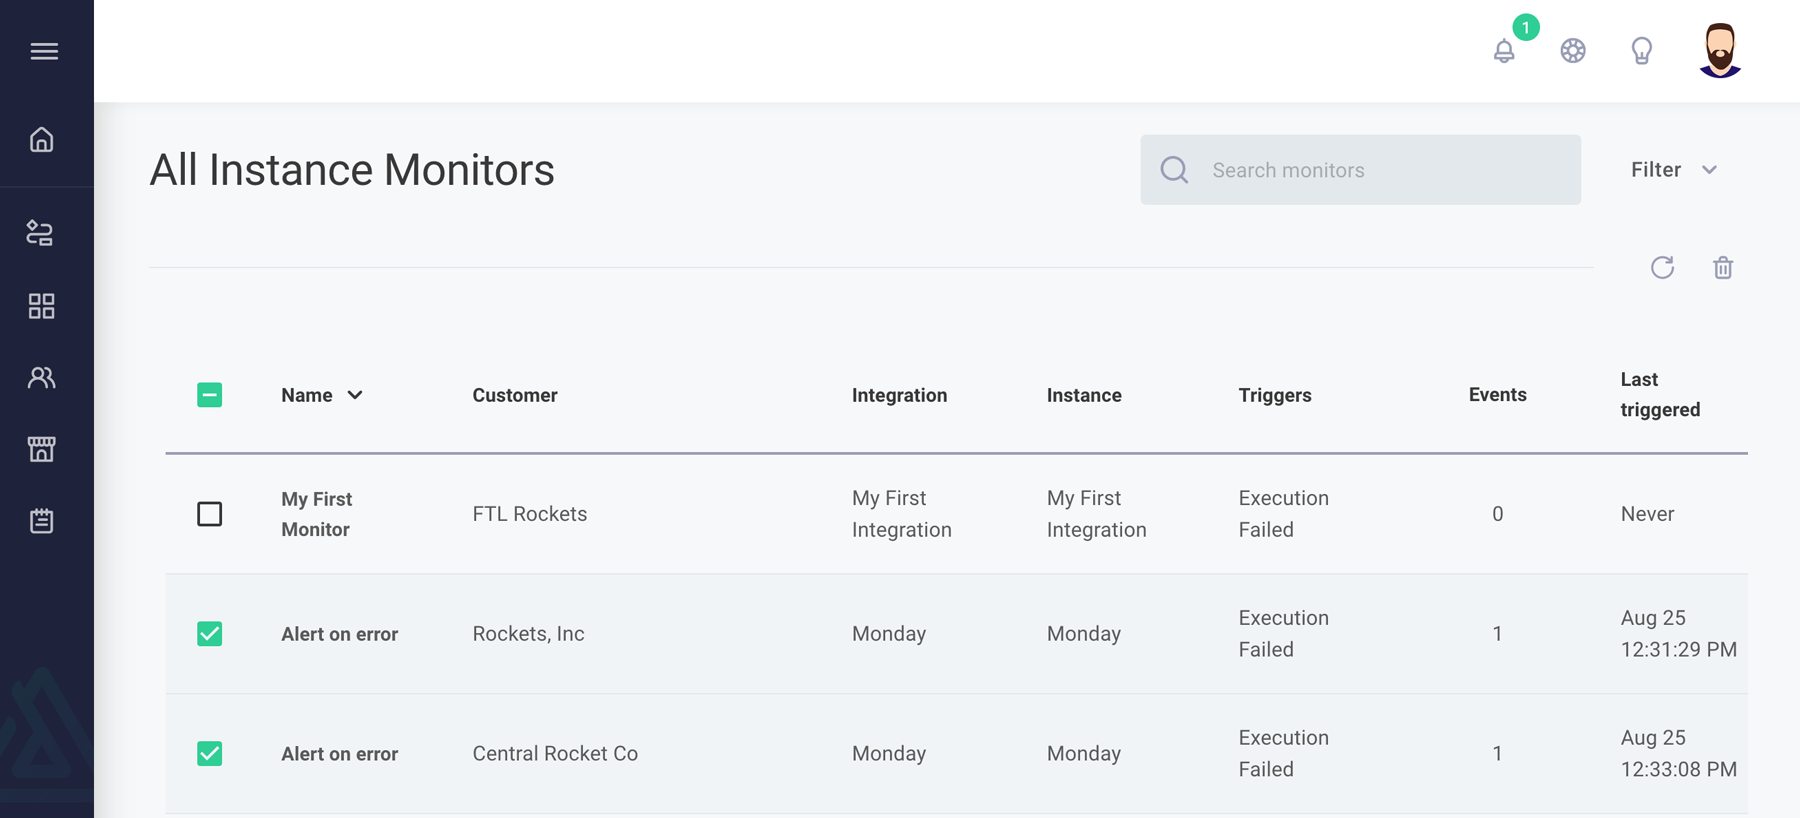 1
All Instance Monitors
Search monitors
Filter
Name Customer Integration Instance Triggers Events Last triggered
My First Monitor FTL Rockets My First Integration My First Integration Execution Failed 0 Never
Alert on error Rockets, Inc Monday Monday Execution Failed 1 Aug 25 12:31:29 PM
Alert on error Central Rocket Co Monday Monday Execution Failed 1 Aug 25 12:33:08 PM